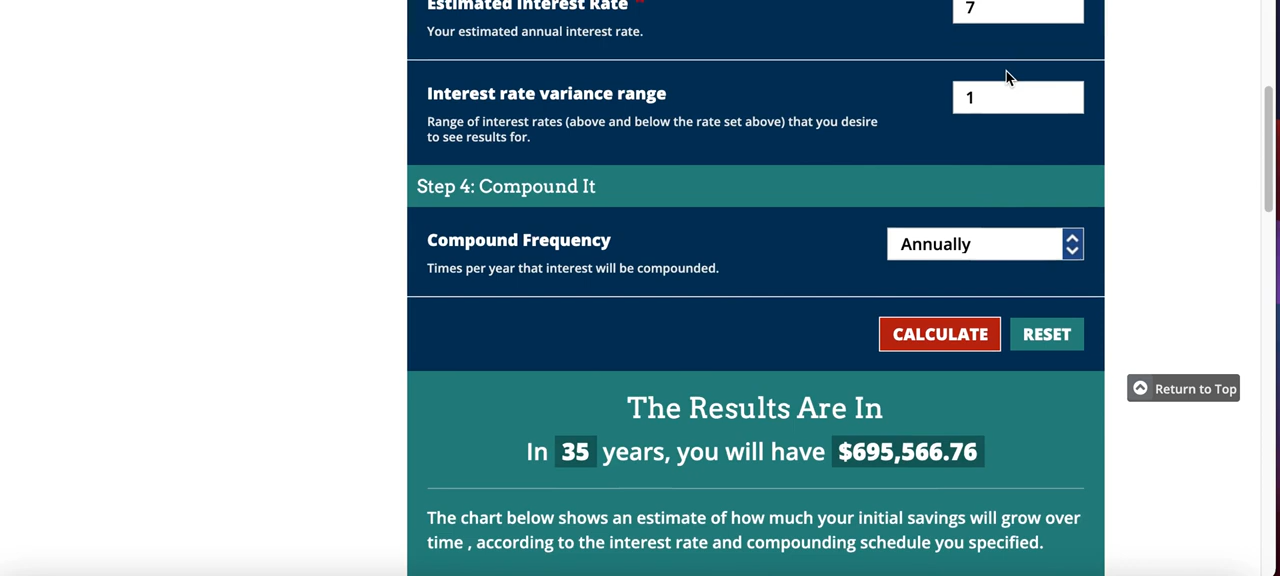 Estimated Interest Rate *
7
Your estimated annual interest rate.
Interest rate variance range
1
Range of interest rates (above and below the rate set above) that you desire
to see results for.
Step 4: Compound It
Compound Frequency
Annually
Times per year that interest will be compounded.
CALCULATE
RESET
Return to Top
The Results Are In
In 35 years, you will have $695,566.76
The chart below shows an estimate of how much your initial savings will grow over
time , according to the interest rate and compounding schedule you specified.